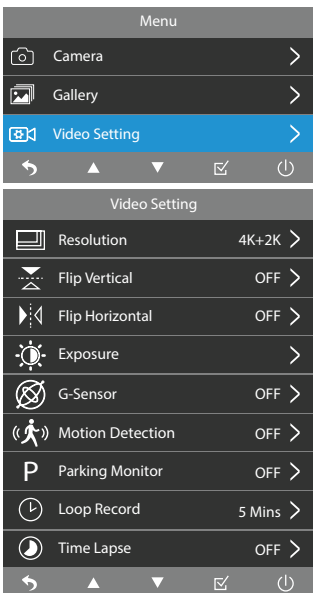 Menu
Camera
Gallery
Video Setting
Video Setting
Resolution 4K+2K
Flip Vertical OFF
Flip Horizontal OFF
Exposure
G-Sensor OFF
Motion Detection OFF
P Parking Monitor OFF
Loop Record 5 Mins
Time Lapse OFF